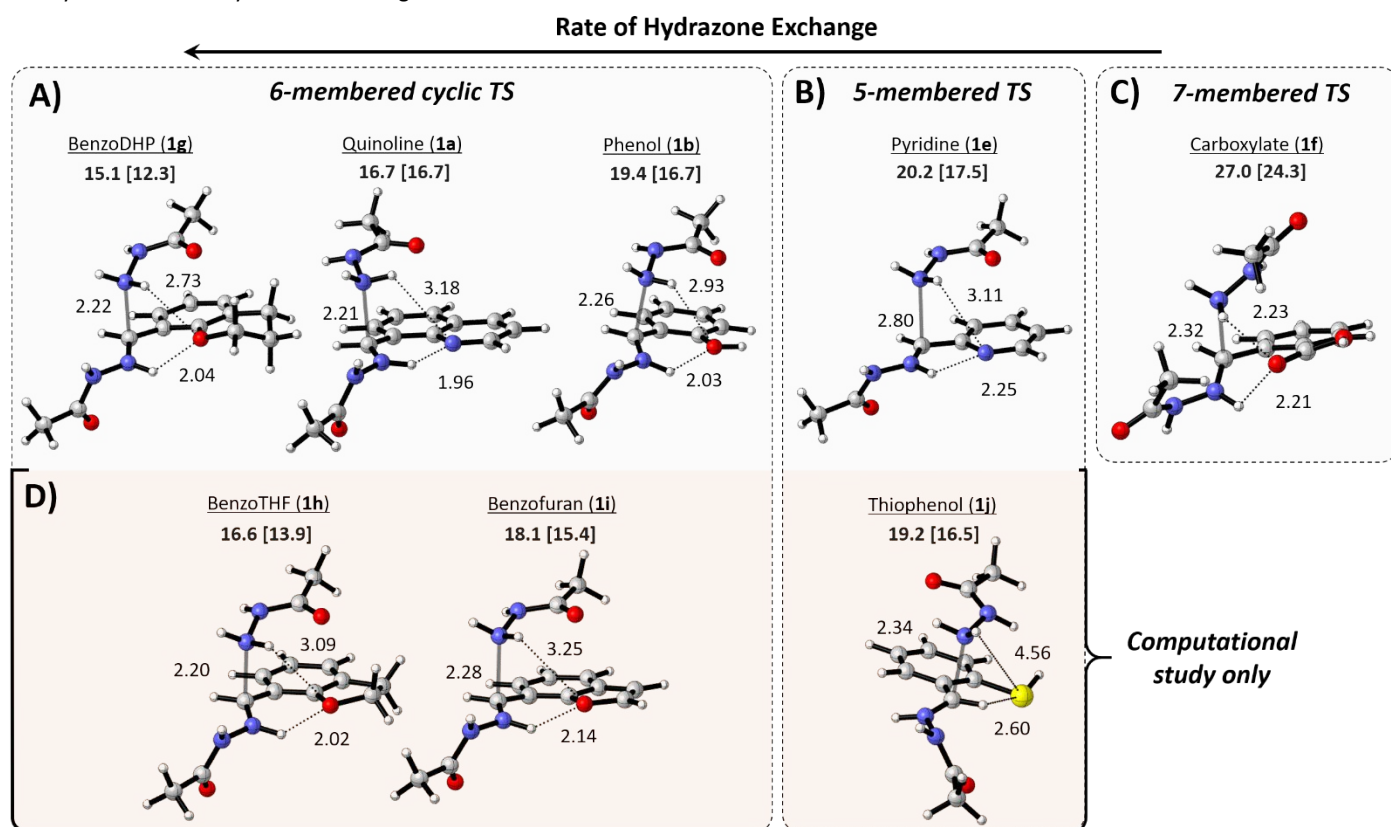 Rate of Hydrazone Exchange
A) 6-membered cyclic TS
BenzoDHP (1g)
15.1 [12.3]
2.73
2.22
2.04
Quinoline (1a)
16.7 [16.7]
3.18
2.21
1.96
Phenol (1b)
19.4 [16.7]
2.93
2.26
2.03
B) 5-membered TS
Pyridine (1e)
20.2 [17.5]
3.11
2.80
2.25
C) 7-membered TS
Carboxylate (1f)
27.0 [24.3]
2.23
2.32
2.21
D)
BenzoTHF (1h)
16.6 [13.9]
3.09
2.20
2.02
Benzofuran (1i)
18.1 [15.4]
3.25
2.28
2.14
Thiophenol (1j)
19.2 [16.5]
2.34
4.56
2.60
Computational
study only